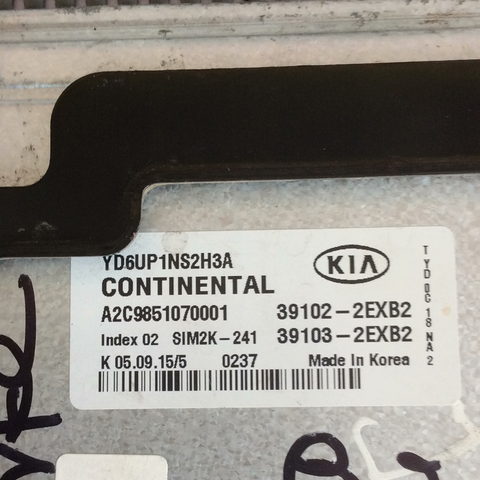 YD6UP1NS2H3A
KIA
CONTINENTAL
A2C9851070001 39102-2EXB2
Index 02 SIM2K-241 39103-2EXB2
K 05.09.15/5 0237 Made In Korea
TYD 0C 18 NA 2